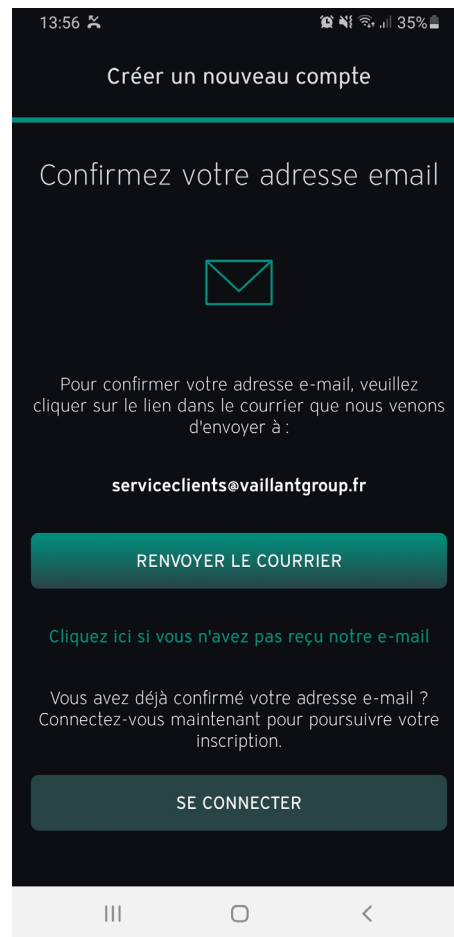 13:56
35%
Créer un nouveau compte
Confirmez votre adresse email
Pour confirmer votre adresse e-mail, veuillez
cliquer sur le lien dans le courrier que nous venons
d'envoyer à :
serviceclients@vaillantgroup.fr
RENVOYER LE COURRIER
Cliquez ici si vous n'avez pas reçu notre e-mail
Vous avez déjà confirmé votre adresse e-mail ?
Connectez-vous maintenant pour poursuivre votre
inscription.
SE CONNECTER